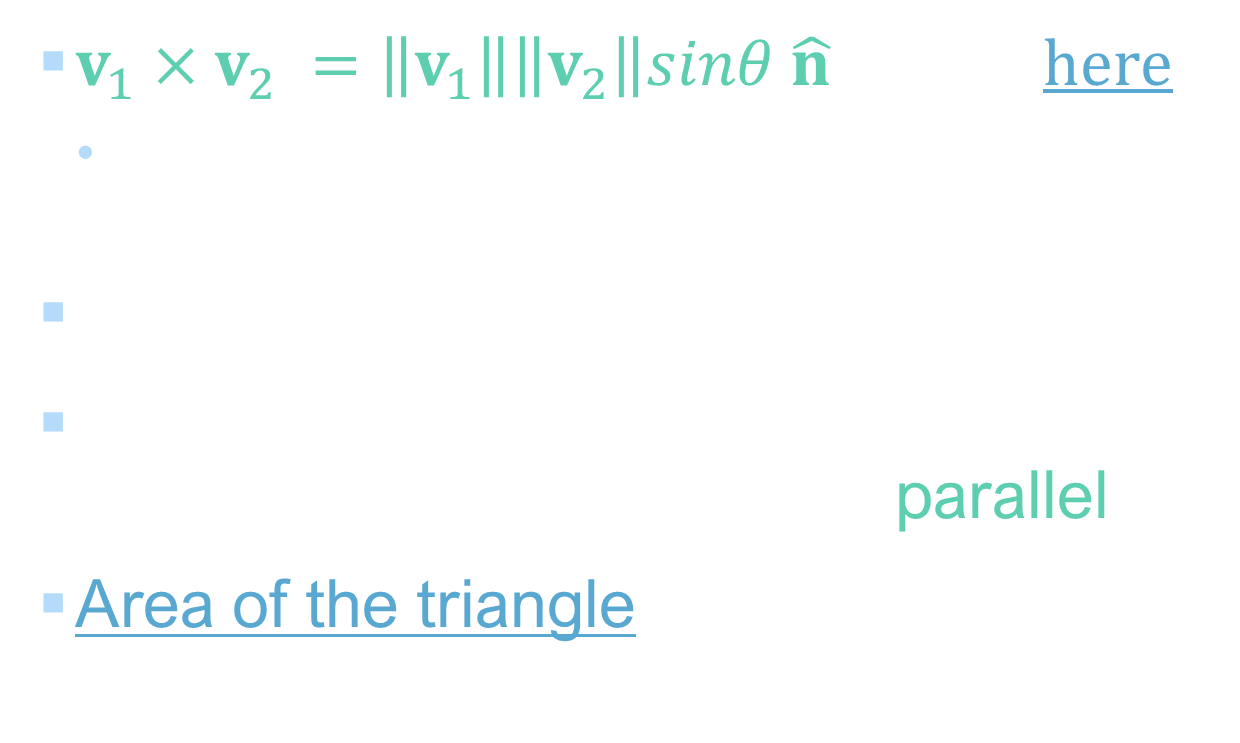 𝐯₁ × 𝐯₂ = ‖𝐯₁‖‖𝐯₂‖𝑠𝑖𝑛𝜃 𝐧̂ here
parallel
Area of the triangle